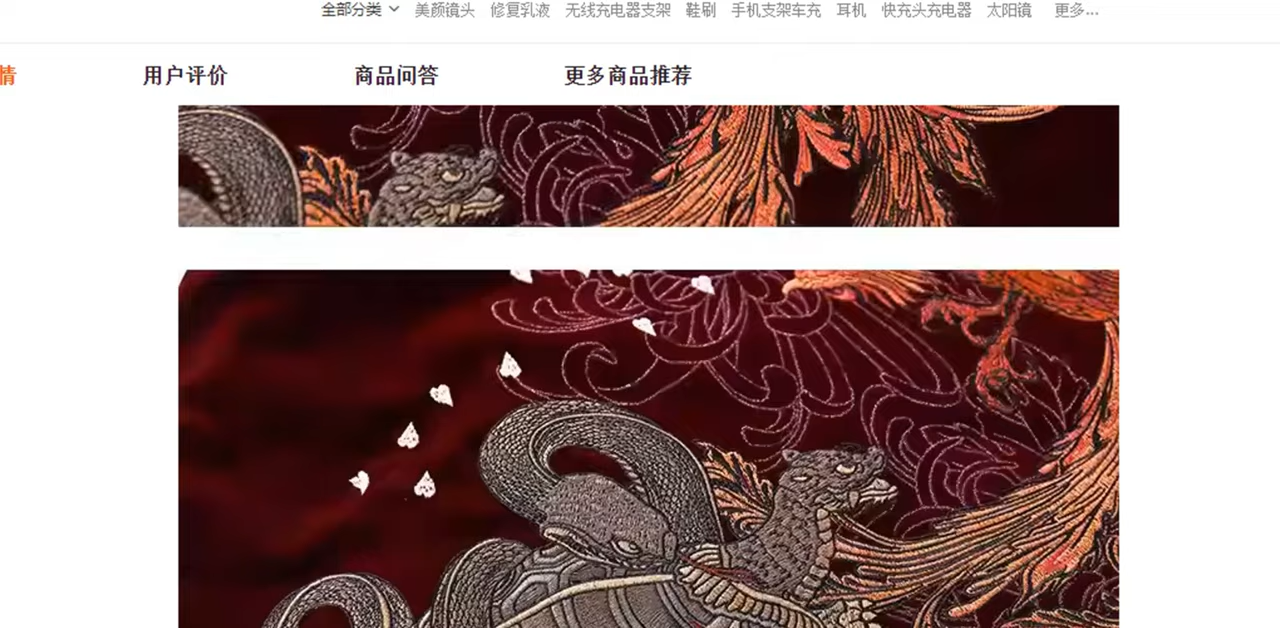 全部分类 美颜镜头 修复乳液 无线充电器支架 鞋刷 手机支架车充 耳机 快充头充电器 太阳镜 更多...
情 用户评价 商品问答 更多商品推荐